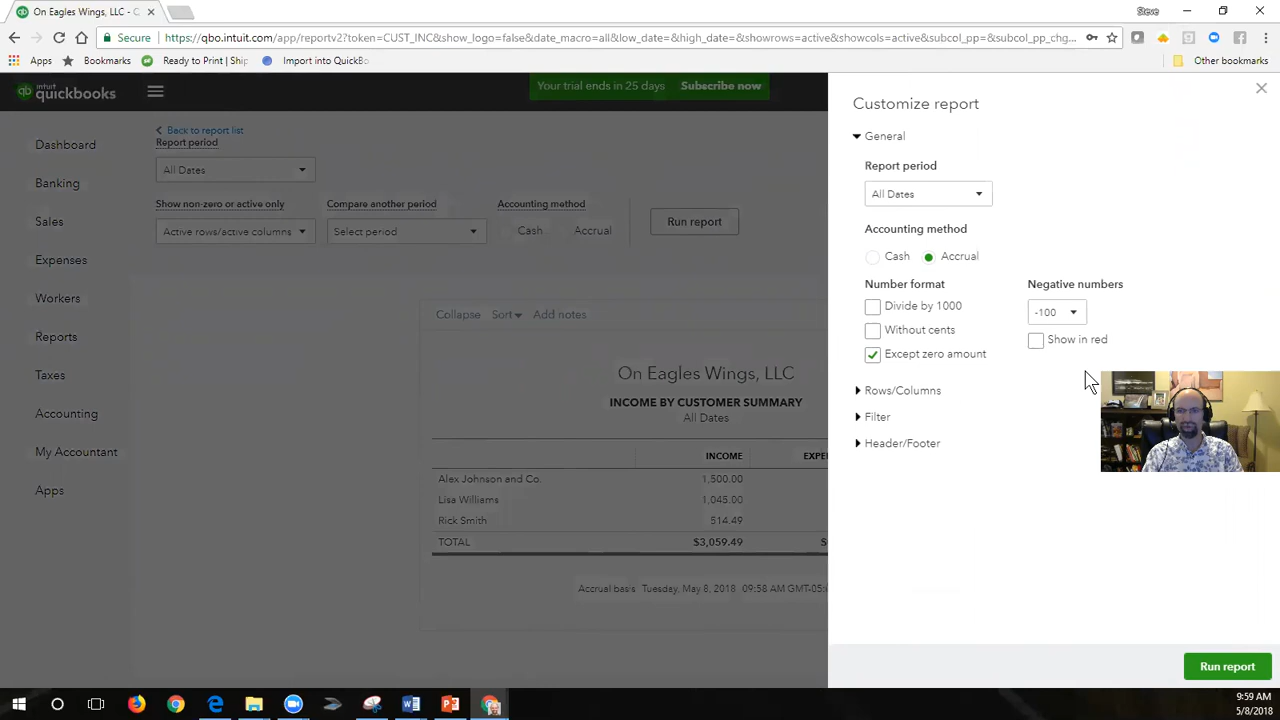 On Eagles Wings, LLC - C
Steve
Secure
https://qbo.intuit.com/app/reportv2?token=CUST_INC&show_logo=false&date_macro=all&low_date=&high_date=&showrows=active&showcols=active&subcol_pp=&subcol_pp_chg...
Apps
Bookmarks
Ready to Print | Ship
Import into QuickBo
Other bookmarks
intuit
quickbooks
Your trial ends in 25 days
Subscribe now
Dashboard
Banking
Sales
Expenses
Workers
Reports
Taxes
Accounting
My Accountant
Apps
Back to report list
Report period
All Dates
Show non-zero or active only
Compare another period
Accounting method
Active rows/active columns
Select period
Cash
Accrual
Run report
Collapse
Sort
Add notes
On Eagles Wings, LLC
INCOME BY CUSTOMER SUMMARY
All Dates
INCOME EXPE
Alex Johnson and Co. 1,500.00
Lisa Williams 1,045.00
Rick Smith 514.49
TOTAL $3,059.49 $
Accrual basis Tuesday, May 8, 2018 09:58 AM GMT-05:
Customize report
General
Report period
All Dates
Accounting method
Cash
Accrual
Number format
Negative numbers
Divide by 1000
-100
Without cents
Show in red
Except zero amount
Rows/Columns
Filter
Header/Footer
Run report
9:59 AM
5/8/2018